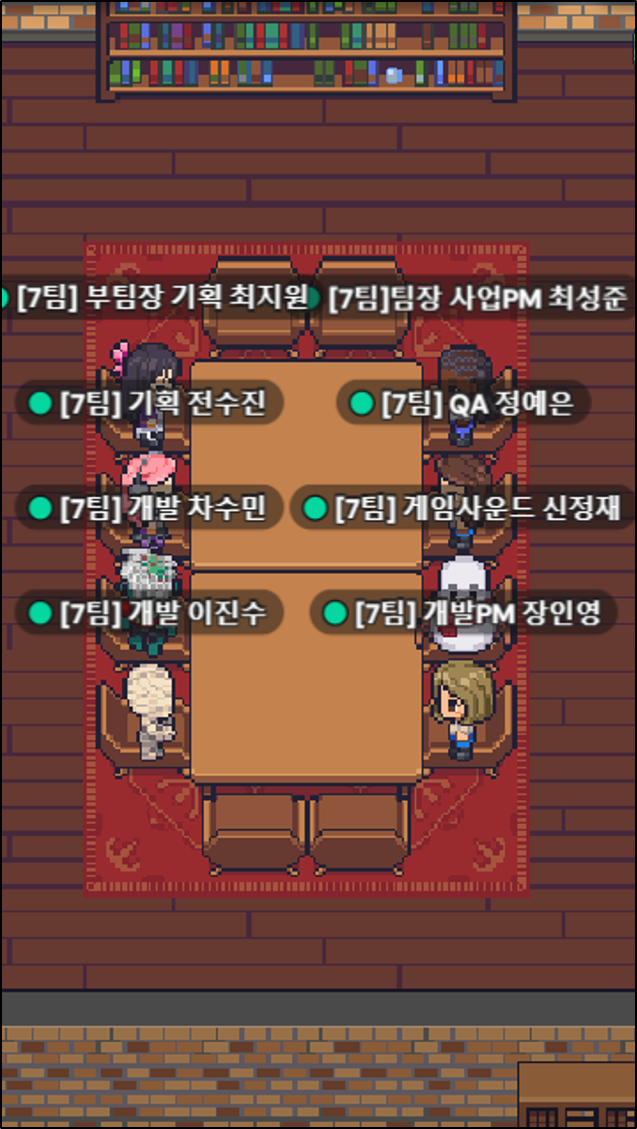 [7팀] 부팀장 기획 최지원
[7팀]팀장 사업PM 최성준
[7팀] 기획 전수진
[7팀] QA 정예은
[7팀] 개발 차수민
[7팀] 게임사운드 신정재
[7팀] 개발 이진수
[7팀] 개발PM 장인영